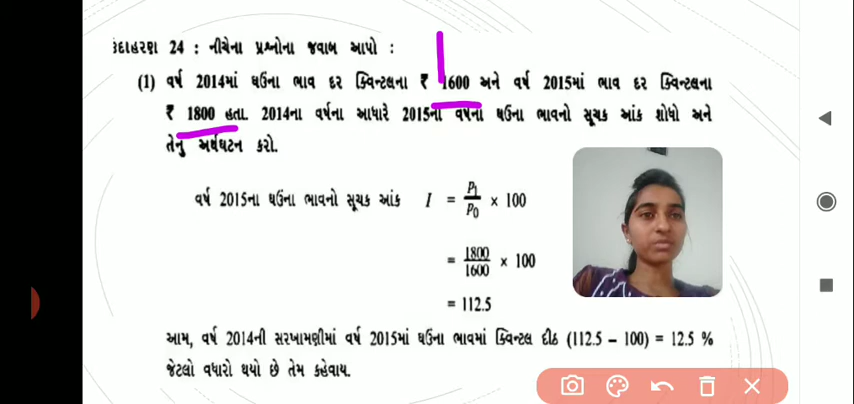 ઉદાહરણ 24 : નીચેના પ્રશ્નોના જવાબ આપો :
(1) વર્ષ 2014માં ઘઉંના ભાવ દર ક્વિન્ટલના ₹ 1600 અને વર્ષ 2015માં ભાવ દર ક્વિન્ટલના
₹ 1800 હતા. 2014ના વર્ષના આધારે 2015ના વર્ષના ઘઉંના ભાવનો સૂચક આંક શોધો અને
તેનું અર્થઘટન કરો.
વર્ષ 2015ના ઘઉંના ભાવનો સૂચક આંક I = p₁/p₀ × 100
= 1800/1600 × 100
= 112.5
આમ, વર્ષ 2014ની સરખામણીમાં વર્ષ 2015માં ઘઉંના ભાવમાં ક્વિન્ટલ દીઠ (112.5 – 100) = 12.5 %
જેટલો વધારો થયો છે તેમ કહેવાય.